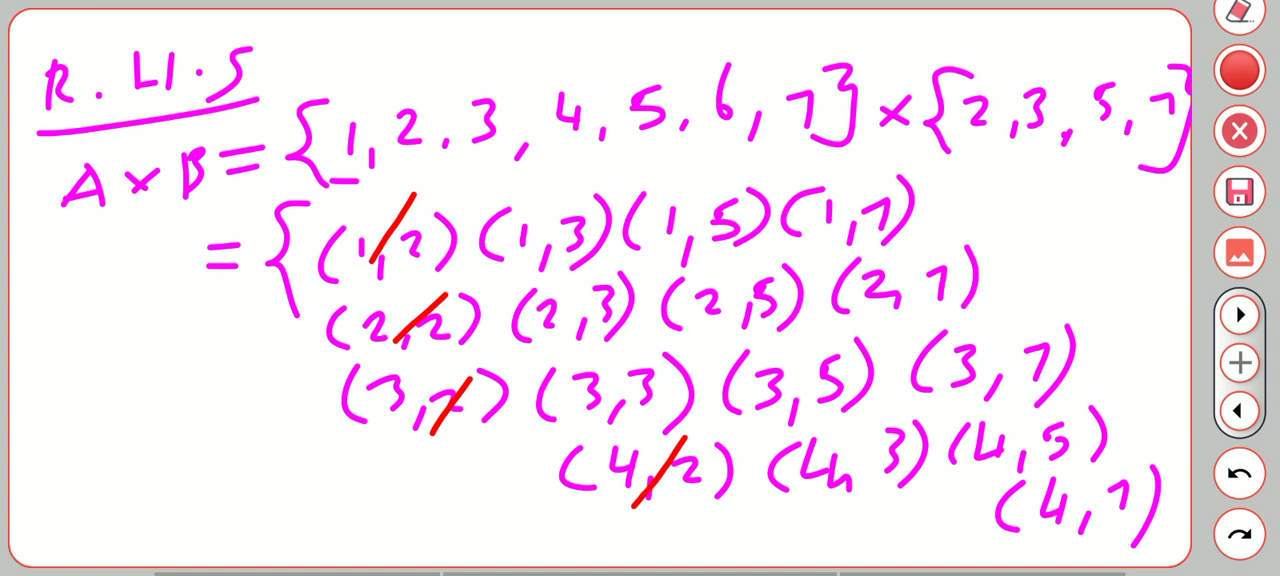 R. H.S
A × B = {1, 2, 3, 4, 5, 6, 7} × {2, 3, 5, 7}
= {(1,2) (1,3) (1,5) (1,7)
(2,2) (2,3) (2,5) (2,7)
(3,2) (3,3) (3,5) (3,7)
(4,2) (4,3) (4,5)
(4,7)